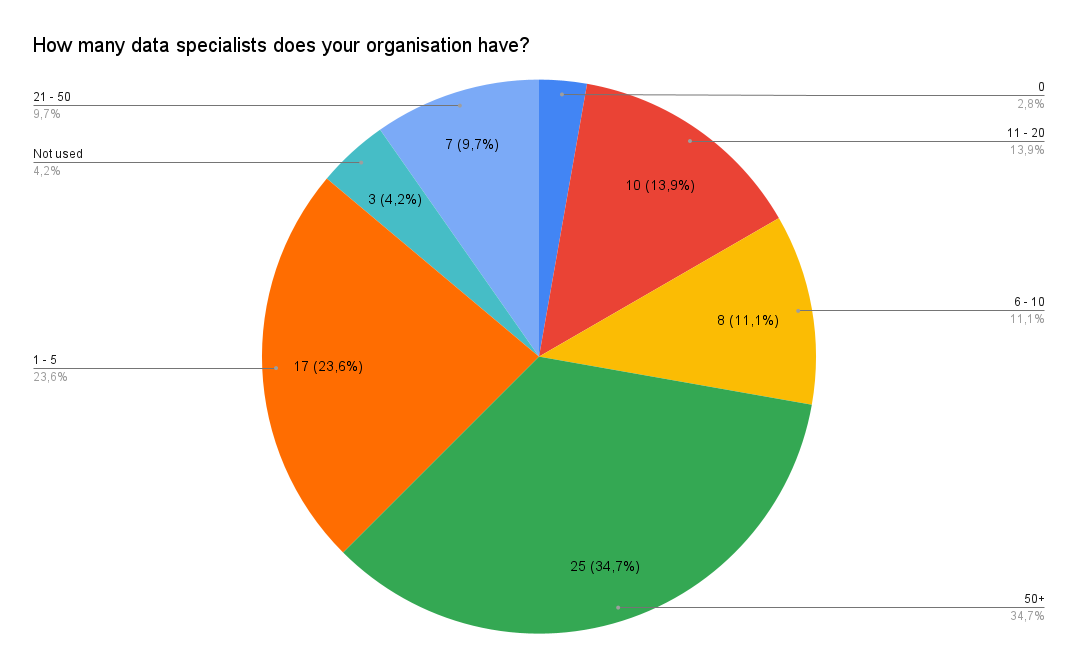 How many data specialists does your organisation have?
21 - 50
9,7%
0
2,8%
11 - 20
13,9%
Not used
4,2%
7 (9,7%)
10 (13,9%)
3 (4,2%)
6 - 10
11,1%
8 (11,1%)
1 - 5
23,6%
17 (23,6%)
25 (34,7%)
50+
34,7%